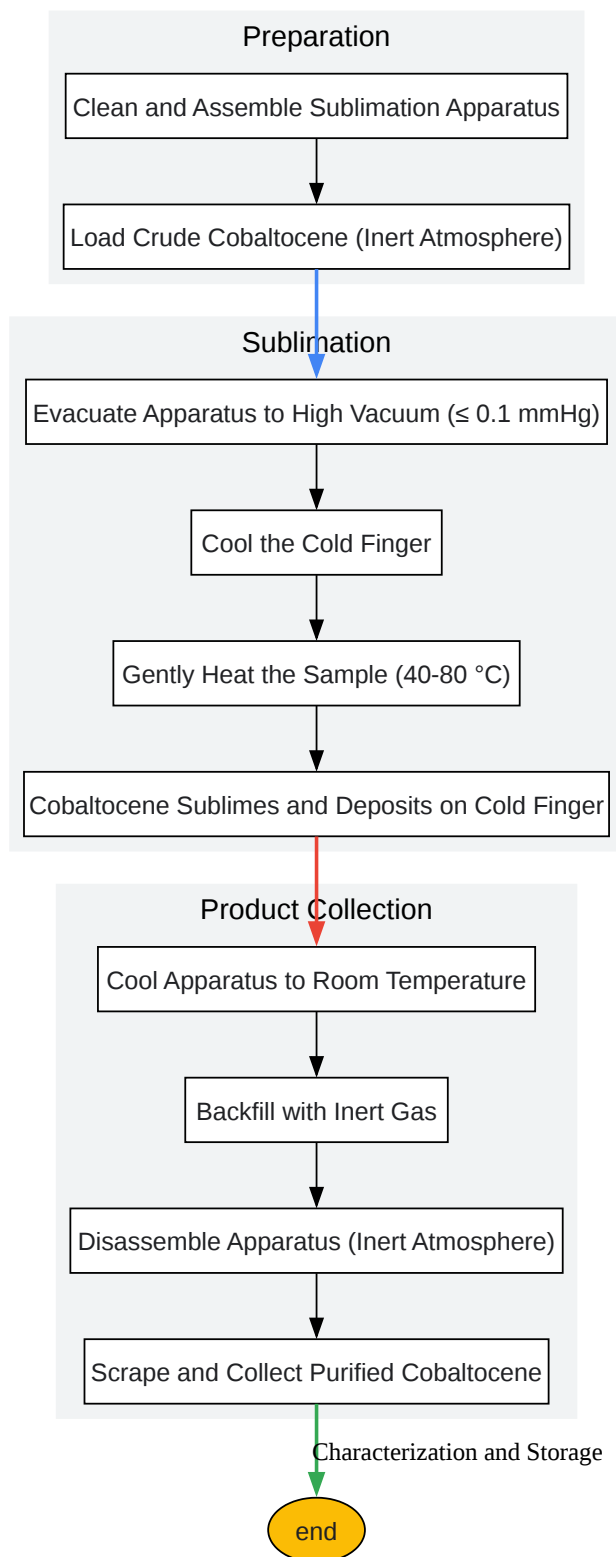 Preparation
Clean and Assemble Sublimation Apparatus
Load Crude Cobaltocene (Inert Atmosphere)
Sublimation
Evacuate Apparatus to High Vacuum (≤ 0.1 mmHg)
Cool the Cold Finger
Gently Heat the Sample (40-80 °C)
Cobaltocene Sublimes and Deposits on Cold Finger
Product Collection
Cool Apparatus to Room Temperature
Backfill with Inert Gas
Disassemble Apparatus (Inert Atmosphere)
Scrape and Collect Purified Cobaltocene
Characterization and Storage
end